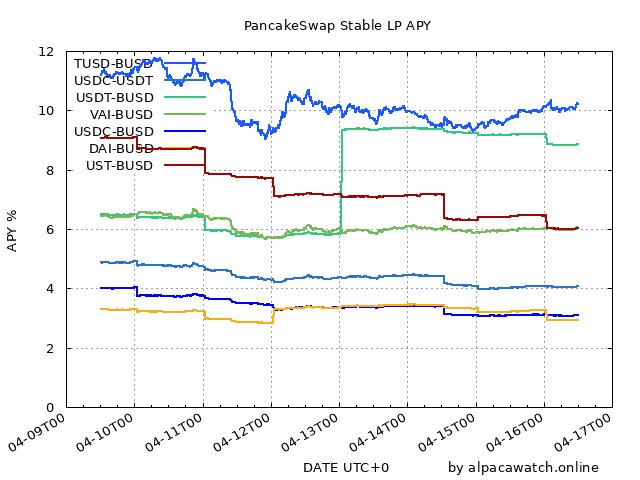 PancakeSwap Stable LP APY
12
10
8
6
4
2
0
APY %
TUSD-BUSD
USDC-USDT
USDT-BUSD
VAI-BUSD
USDC-BUSD
DAI-BUSD
UST-BUSD
04-09T00
04-10T00
04-11T00
04-12T00
04-13T00
04-14T00
04-15T00
04-16T00
04-17T00
DATE UTC+0
by alpacawatch.online